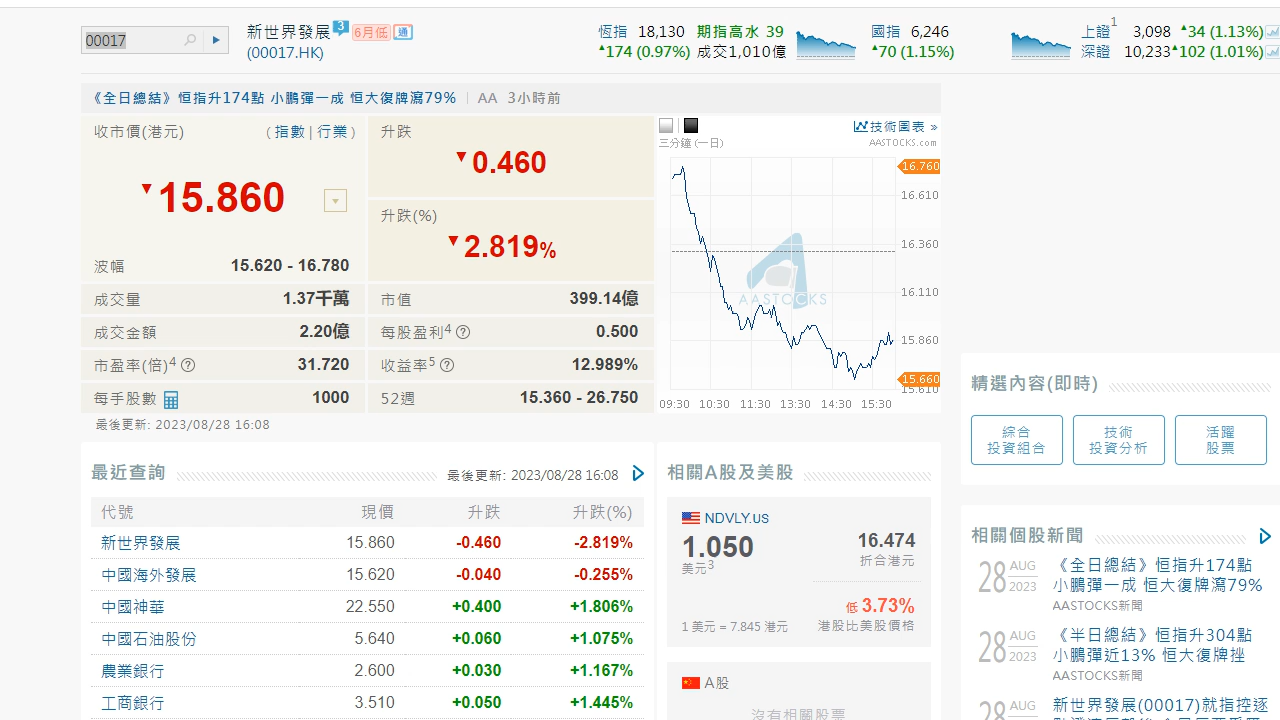 00017
新世界發展 3 6月低 通
(00017.HK)
恆指 18,130 期指高水 39
174 (0.97%) 成交1,010億
國指 6,246
70 (1.15%)
上證1 3,098 34 (1.13%)
深證 10,233 102 (1.01%)
《全日總結》恒指升174點 小鵬彈一成 恒大復牌瀉79% | AA 3小時前
收市價(港元) ( 指數 | 行業 )
15.860
波幅 15.620 - 16.780
升跌
0.460
升跌(%)
2.819%
成交量 1.37千萬
市值 399.14億
成交金額 2.20億
每股盈利4 0.500
市盈率(倍)4 31.720
收益率5 12.989%
每手股數 1000
52週 15.360 - 26.750
最後更新: 2023/08/28 16:08
技術圖表 »
三分鐘 (一日) AASTOCKS.com
16.760
16.610
16.360
16.110
15.860
15.660
15.610
AASTOCKS
09:30 10:30 11:30 13:30 14:30 15:30
最近查詢 最後更新: 2023/08/28 16:08
代號 現價 升跌 升跌(%)
新世界發展 15.860 -0.460 -2.819%
中國海外發展 15.620 -0.040 -0.255%
中國神華 22.550 +0.400 +1.806%
中國石油股份 5.640 +0.060 +1.075%
農業銀行 2.600 +0.030 +1.167%
工商銀行 3.510 +0.050 +1.445%
相關A股及美股
NDVLY.US
1.050
美元3
16.474
折合港元
低 3.73%
1 美元 = 7.845 港元 港股比美股價格
A股
沒有相關股票
精選內容(即時)
綜合
投資組合
技術
投資分析
活躍
股票
相關個股新聞
28 AUG 2023
《全日總結》恒指升174點
小鵬彈一成 恒大復牌瀉79%
AASTOCKS新聞
28 AUG 2023
《半日總結》恒指升304點
小鵬近13% 恒大復牌挫
AASTOCKS新聞
28 AUG
新世界發展(00017)就指控逐